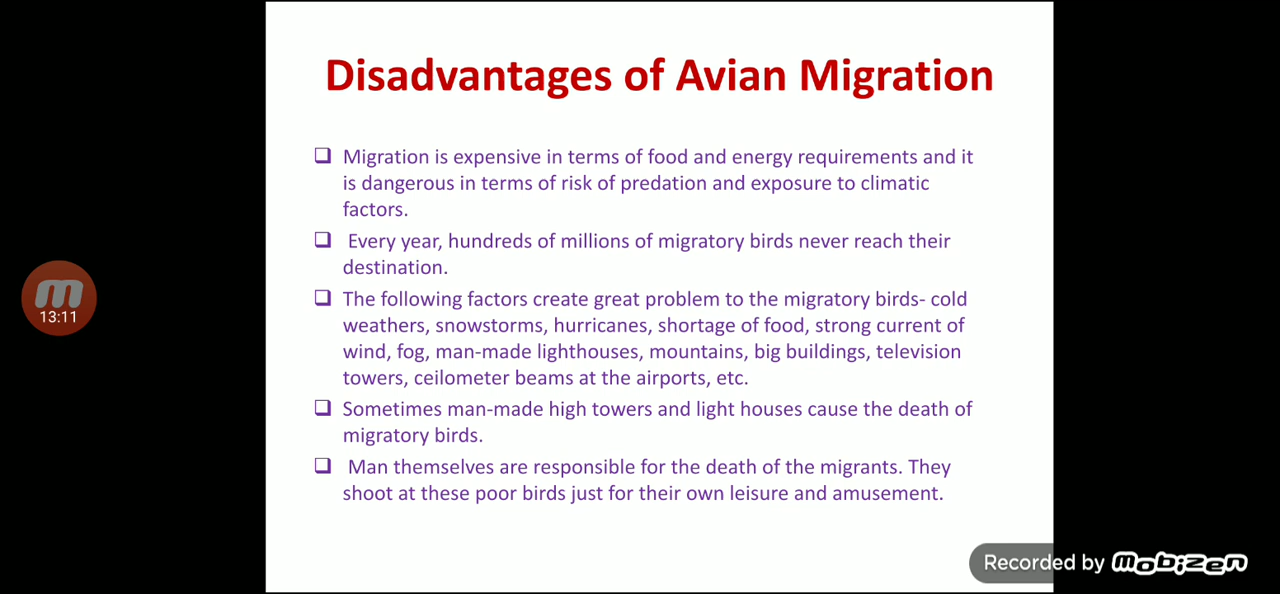 Disadvantages of Avian Migration
❑ Migration is expensive in terms of food and energy requirements and it
is dangerous in terms of risk of predation and exposure to climatic
factors.
❑ Every year, hundreds of millions of migratory birds never reach their
destination.
❑ The following factors create great problem to the migratory birds- cold
weathers, snowstorms, hurricanes, shortage of food, strong current of
wind, fog, man-made lighthouses, mountains, big buildings, television
towers, ceilometer beams at the airports, etc.
❑ Sometimes man-made high towers and light houses cause the death of
migratory birds.
❑ Man themselves are responsible for the death of the migrants. They
shoot at these poor birds just for their own leisure and amusement.
m
13:11
Recorded by mobizen